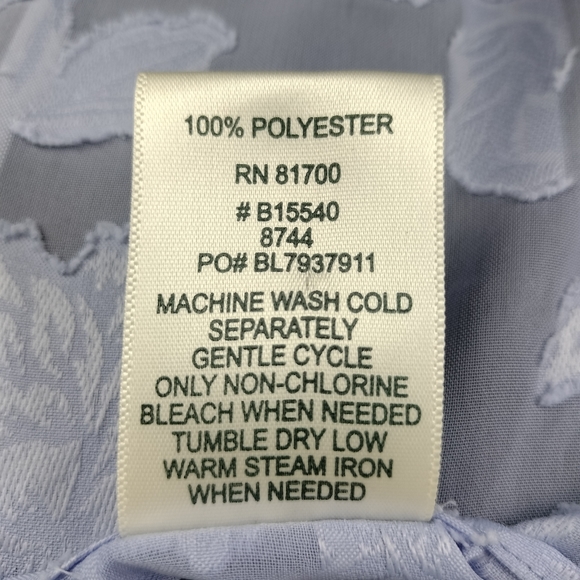 100% POLYESTER
RN 81700
# B15540
8744
PO# BL7937911
MACHINE WASH COLD
SEPARATELY
GENTLE CYCLE
ONLY NON-CHLORINE
BLEACH WHEN NEEDED
TUMBLE DRY LOW
WARM STEAM IRON
WHEN NEEDED